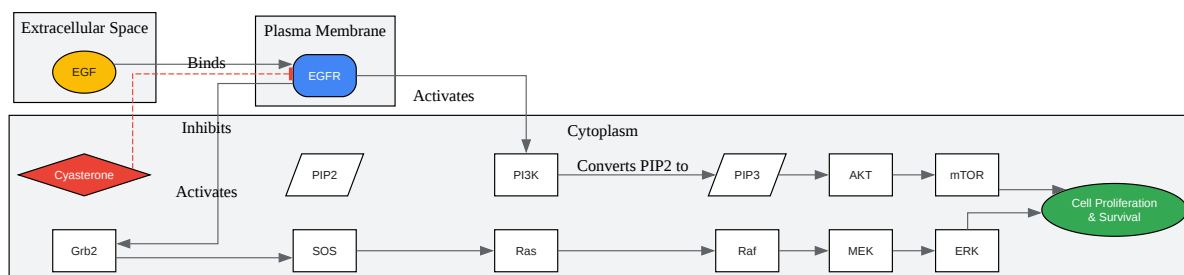 Extracellular Space
Plasma Membrane
EGF
Binds
EGFR
Activates
Inhibits
Cytoplasm
Cyasterone
PIP2
PI3K
Converts PIP2 to
PIP3
AKT
mTOR
Activates
Cell Proliferation
& Survival
Grb2
SOS
Ras
Raf
MEK
ERK